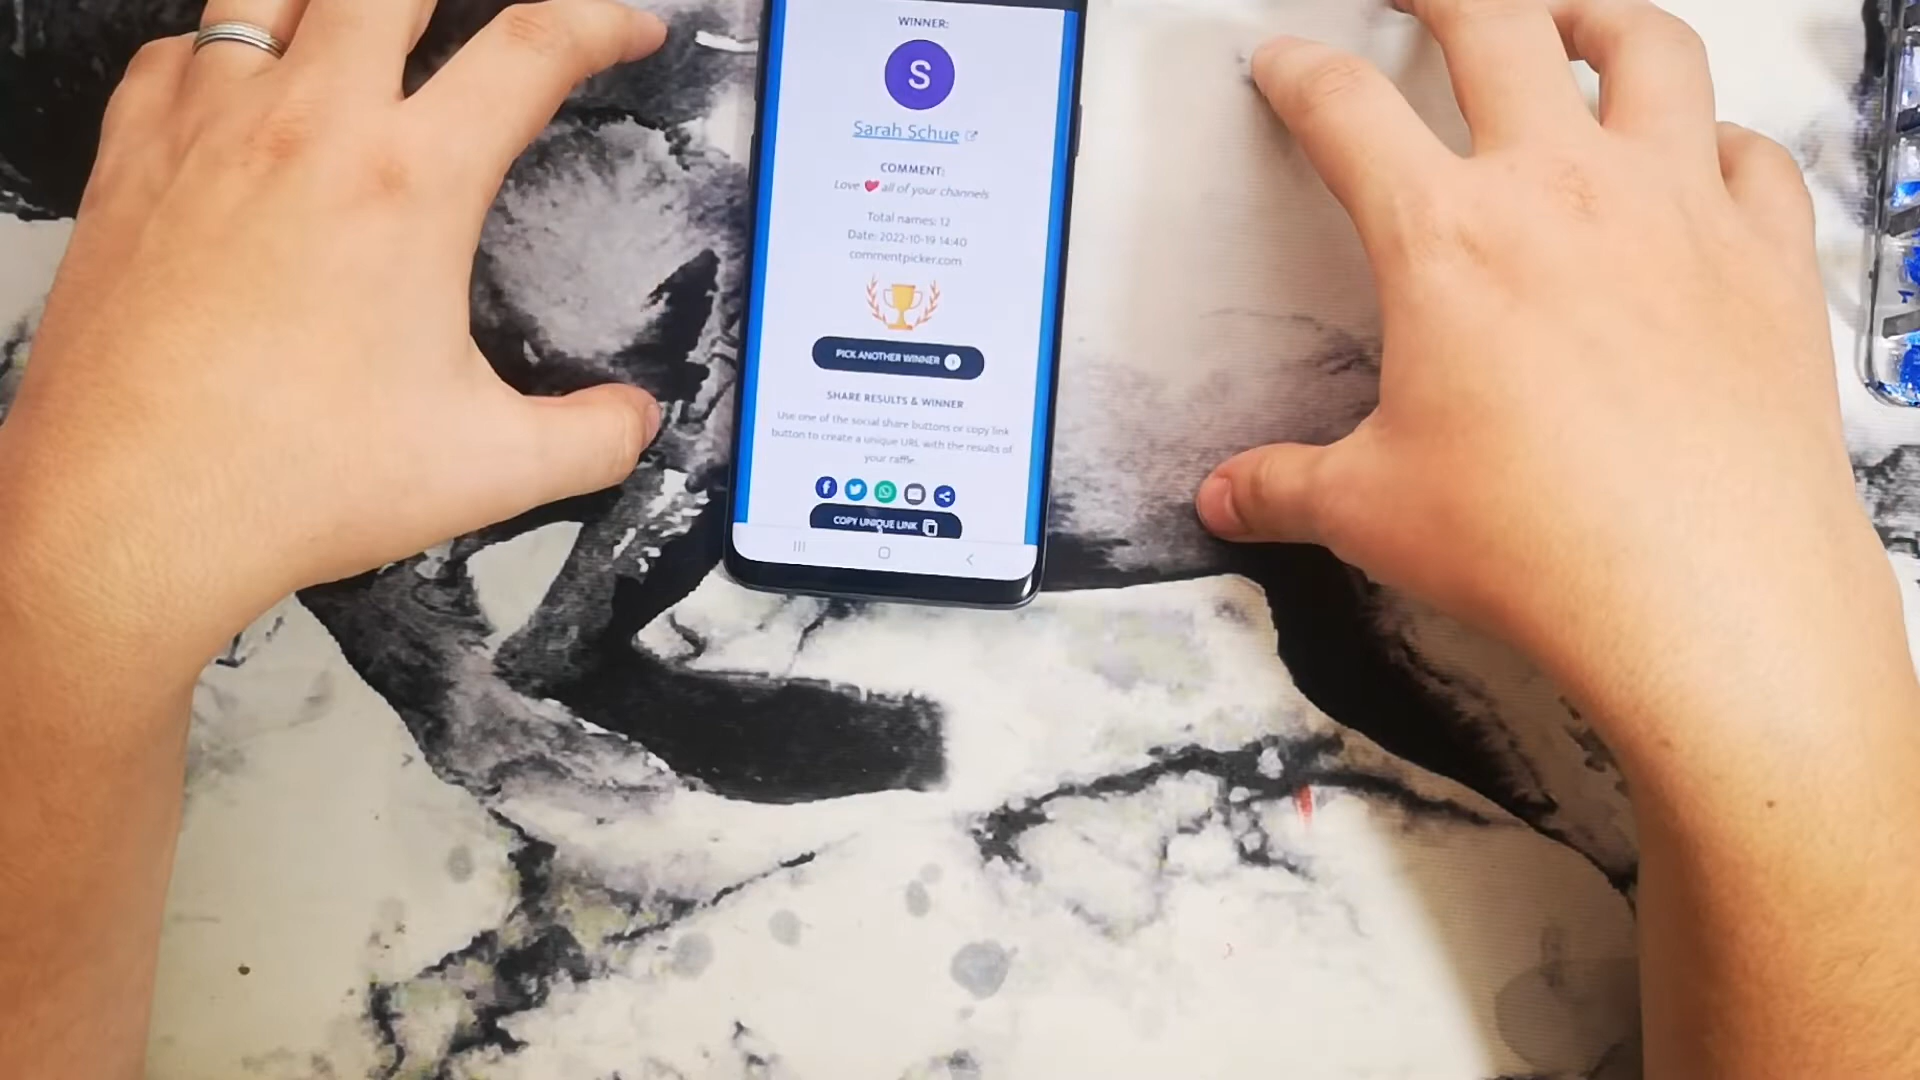 WINNER:
S
Sarah Schue
COMMENT:
Love ❤️ all of your channels
Total names: 12
Date: 2022-10-19 14:40
commentpicker.com
PICK ANOTHER WINNER
SHARE RESULTS & WINNER
Use one of the social share buttons or copy link
button to create a unique URL with the results of
your raffle.
COPY UNIQUE LINK